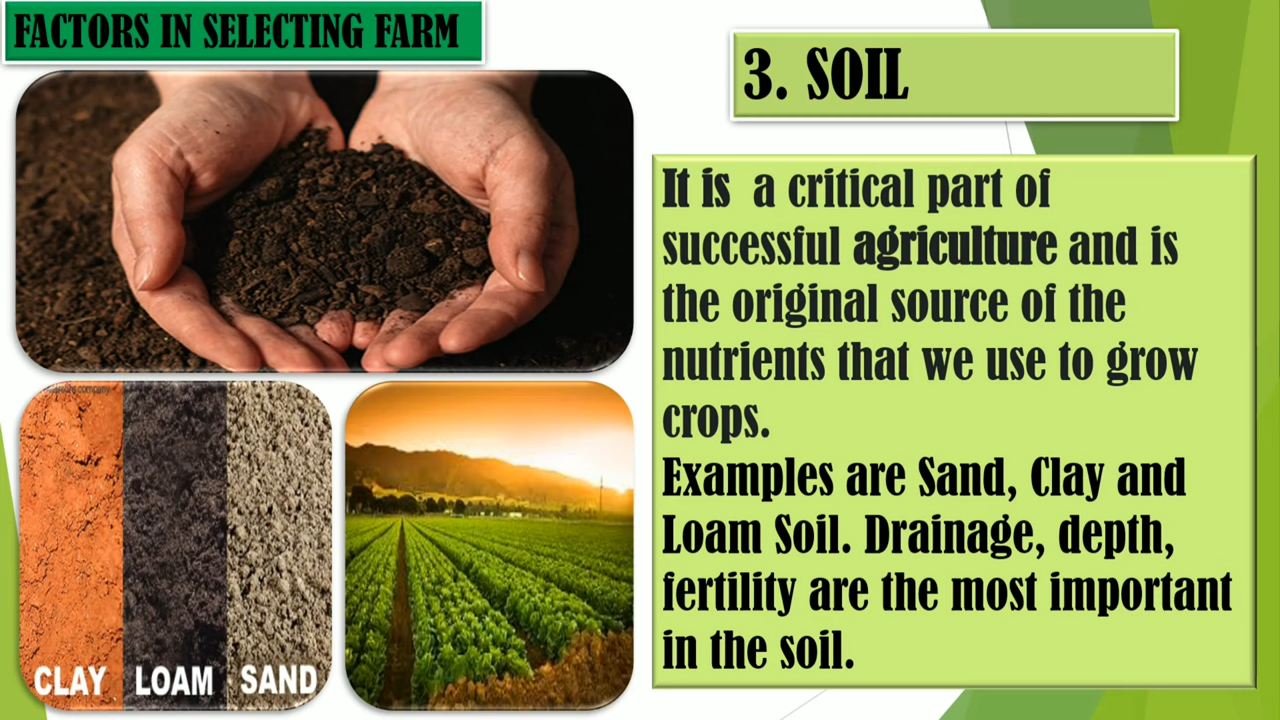 FACTORS IN SELECTING FARM
3. SOIL
It is a critical part of
successful agriculture and is
the original source of the
nutrients that we use to grow
crops.
Examples are Sand, Clay and
Loam Soil. Drainage, depth,
fertility are the most important
in the soil.
CLAY LOAM SAND